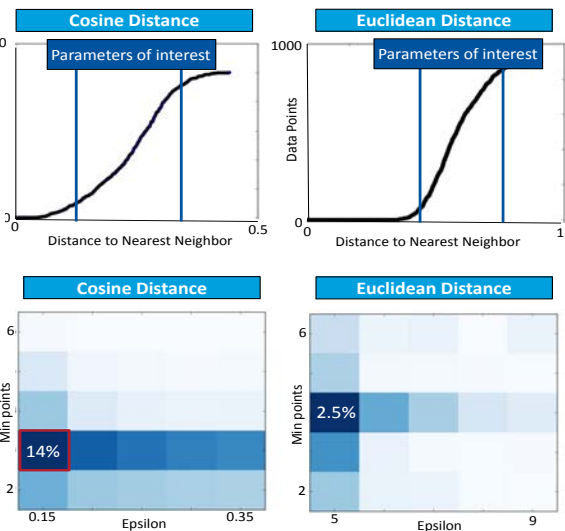 Cosine Distance
Euclidean Distance
Parameters of interest
Parameters of interest
0
1000
Data Points
0
0
0
0.5
0
1
Distance to Nearest Neighbor
Distance to Nearest Neighbor
Cosine Distance
Euclidean Distance
6
6
Min points
Min points
14%
2.5%
2
2
0.15
0.35
5
9
Epsilon
Epsilon